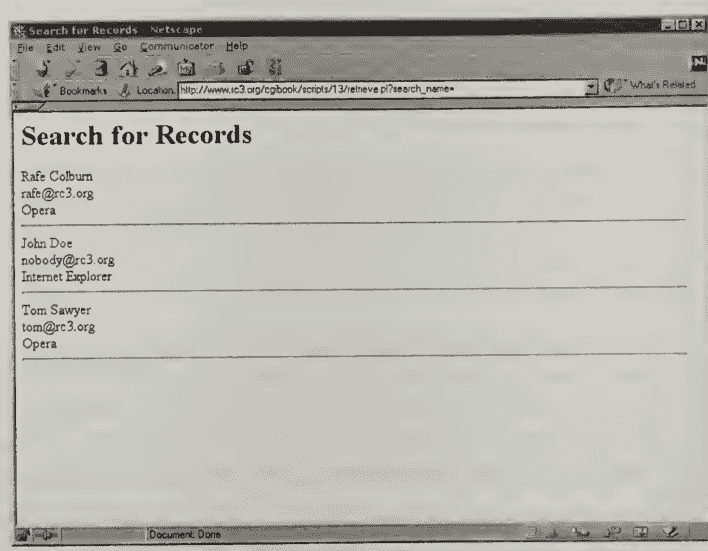 Search for Records - Netscape
File Edit View Go Communicator Help
Bookmarks Location: http://www.rc3.org/cgibook/scripts/13/retrieve.pl?search_name= What's Related
Search for Records
Rafe Colburn
rafe@rc3.org
Opera
John Doe
nobody@rc3.org
Internet Explorer
Tom Sawyer
tom@rc3.org
Opera
Document: Done